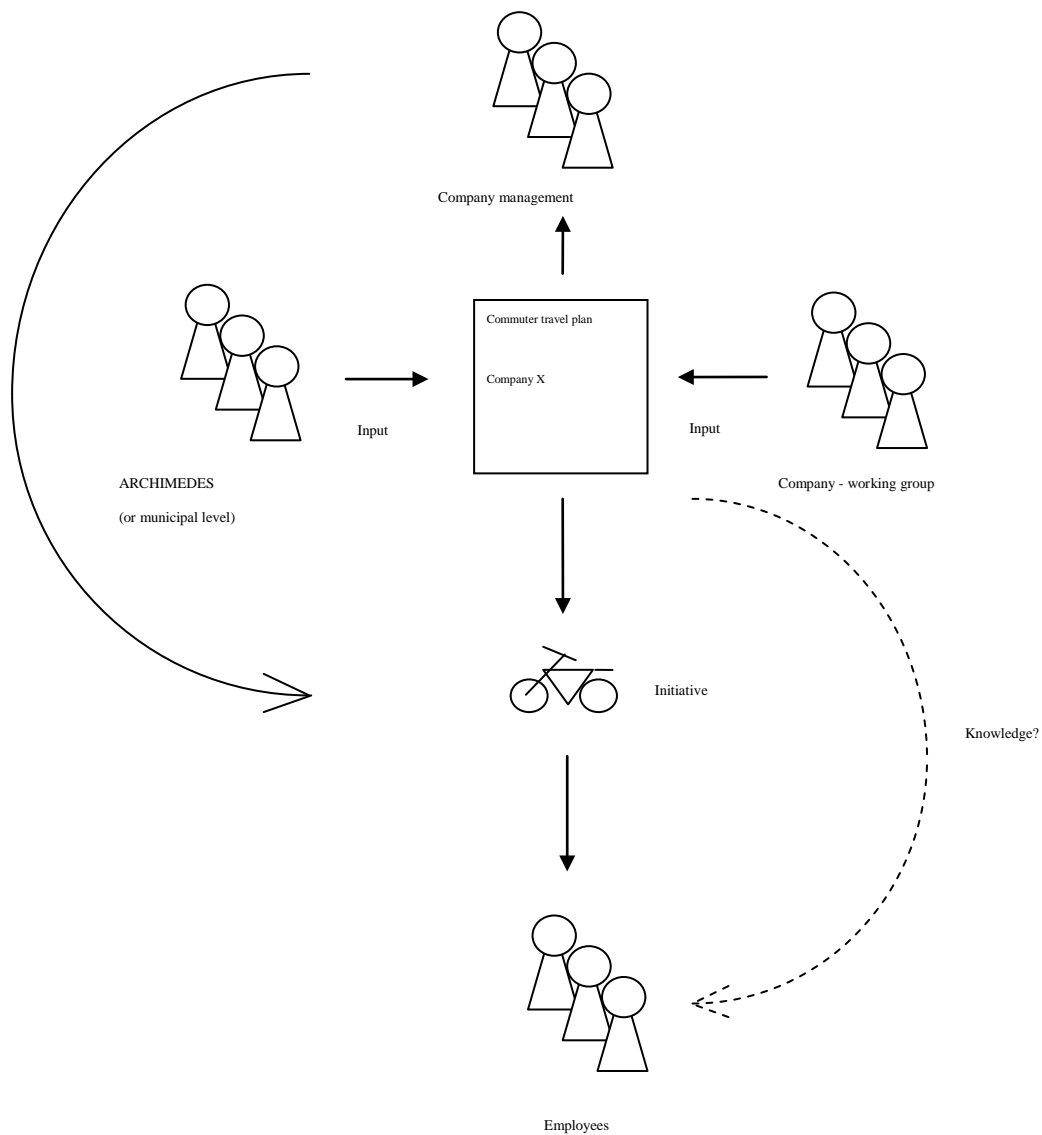 Company management
Commuter travel plan
Company X
Input
Input
ARCHIMEDES
(or municipal level)
Company - working group
Initiative
Knowledge?
Employees